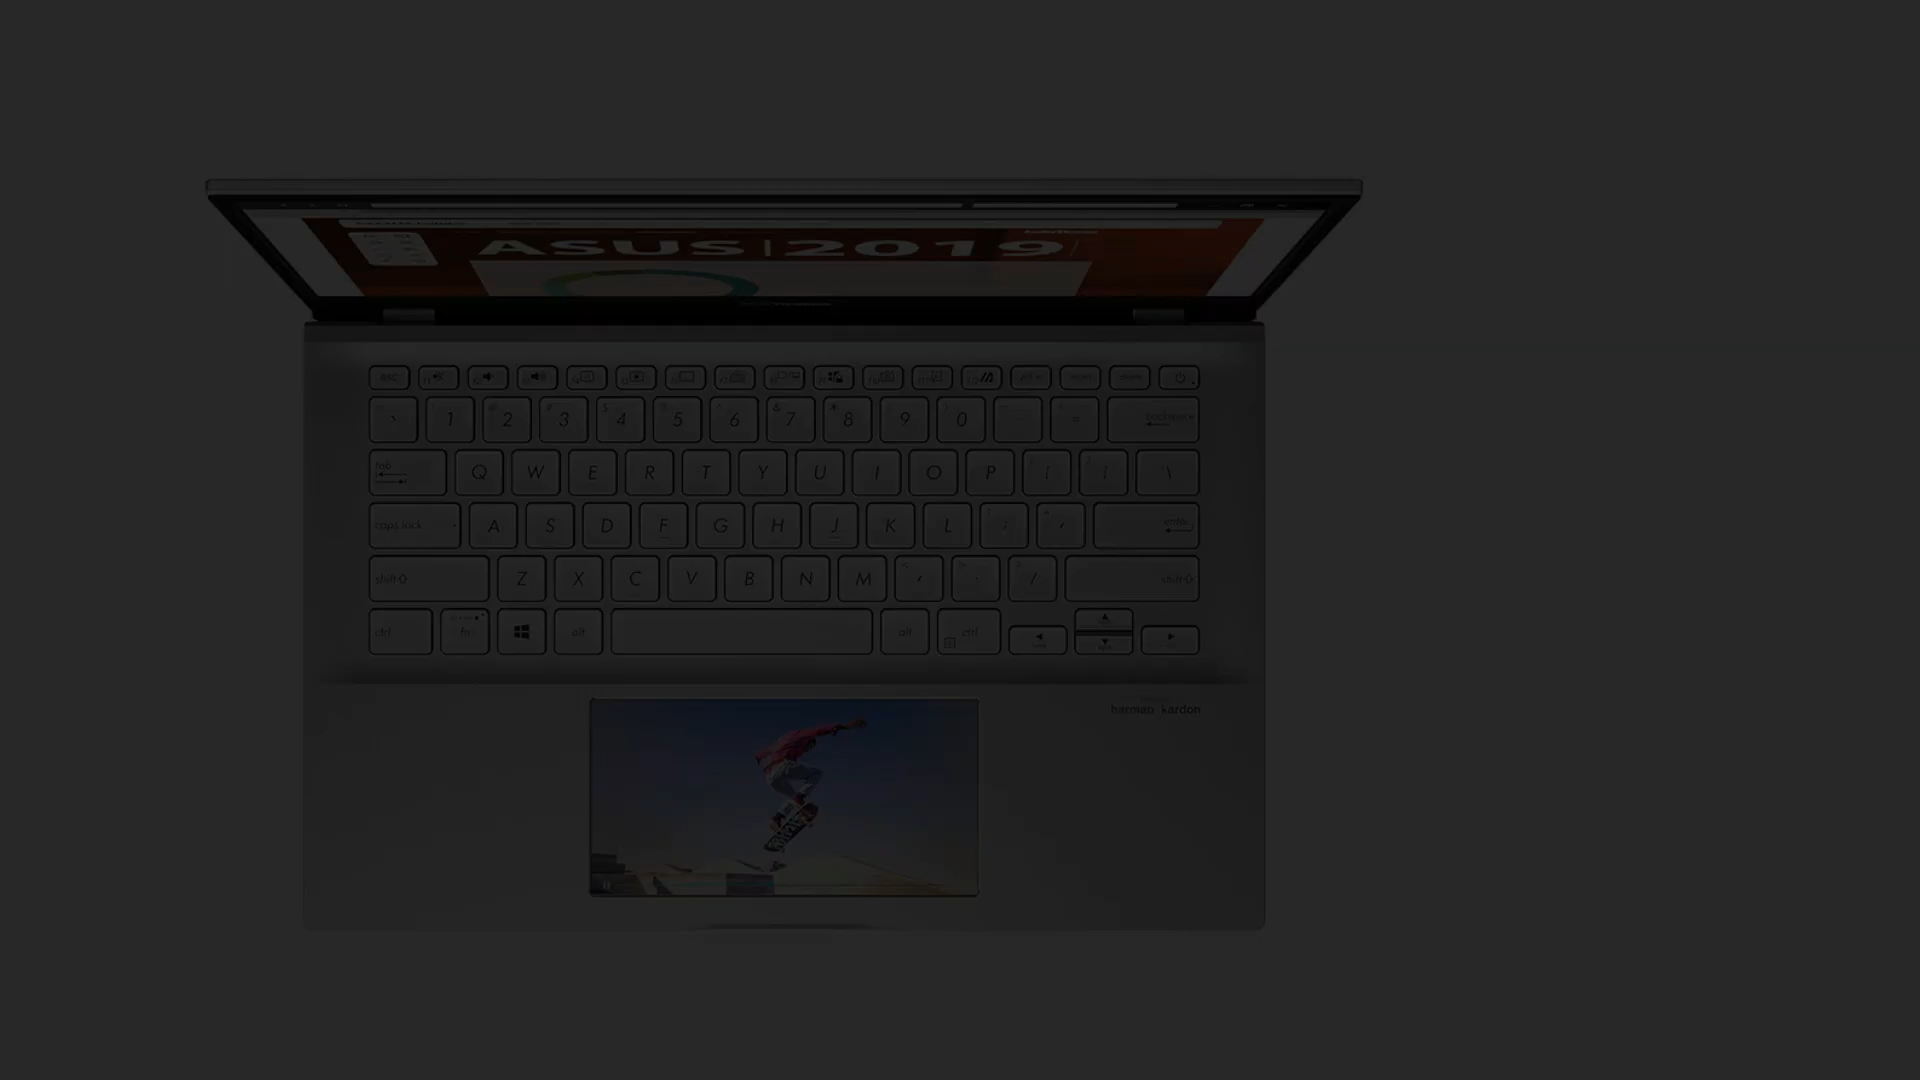 ASUS|2019
esc
1 2 3 4 5 6 7 8 9 0 backspace
tab Q W E R T Y U I O P [ ] \
caps lock A S D F G H J K L ; ' enter
shift Z X C V B N M , . / shift
ctrl fn alt alt ctrl
harman/kardon